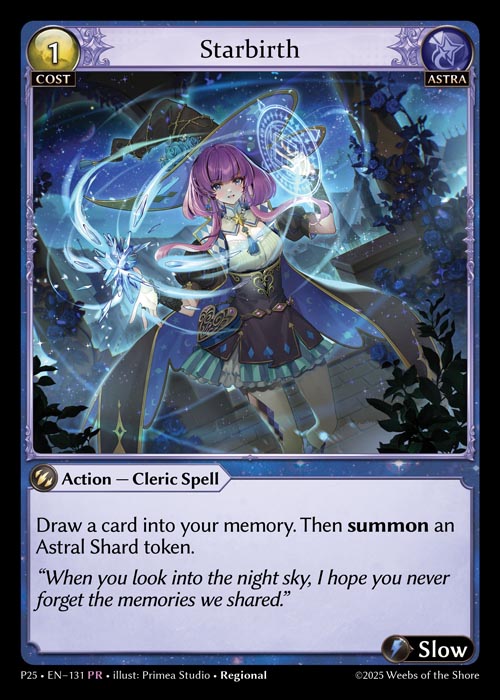 1
Starbirth
COST
ASTRA
Action — Cleric Spell
Draw a card into your memory. Then summon an
Astral Shard token.
“When you look into the night sky, I hope you never
forget the memories we shared.”
Slow
P25 • EN–131 PR • illust: Primea Studio • Regional
©2025 Weebs of the Shore